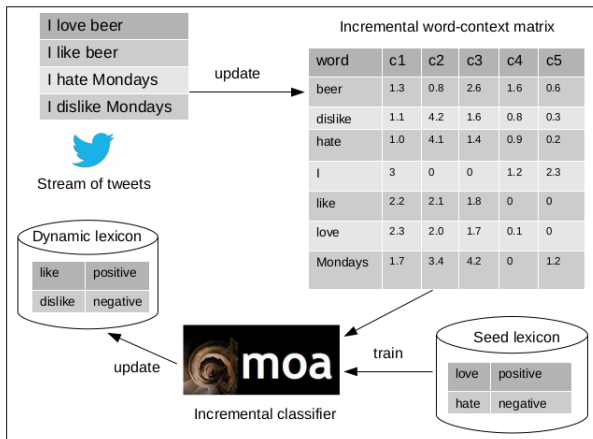 I love beer
I like beer
I hate Mondays
I dislike Mondays
Stream of tweets
update
Incremental word-context matrix
word c1 c2 c3 c4 c5
beer 1.3 0.8 2.6 1.6 0.6
dislike 1.1 4.2 1.6 0.8 0.3
hate 1.0 4.1 1.4 0.9 0.2
I 3 0 0 1.2 2.3
like 2.2 2.1 1.8 0 0
love 2.3 2.0 1.7 0.1 0
Mondays 1.7 3.4 4.2 0 1.2
Dynamic lexicon
like positive
dislike negative
update
moa
Incremental classifier
train
Seed lexicon
love positive
hate negative